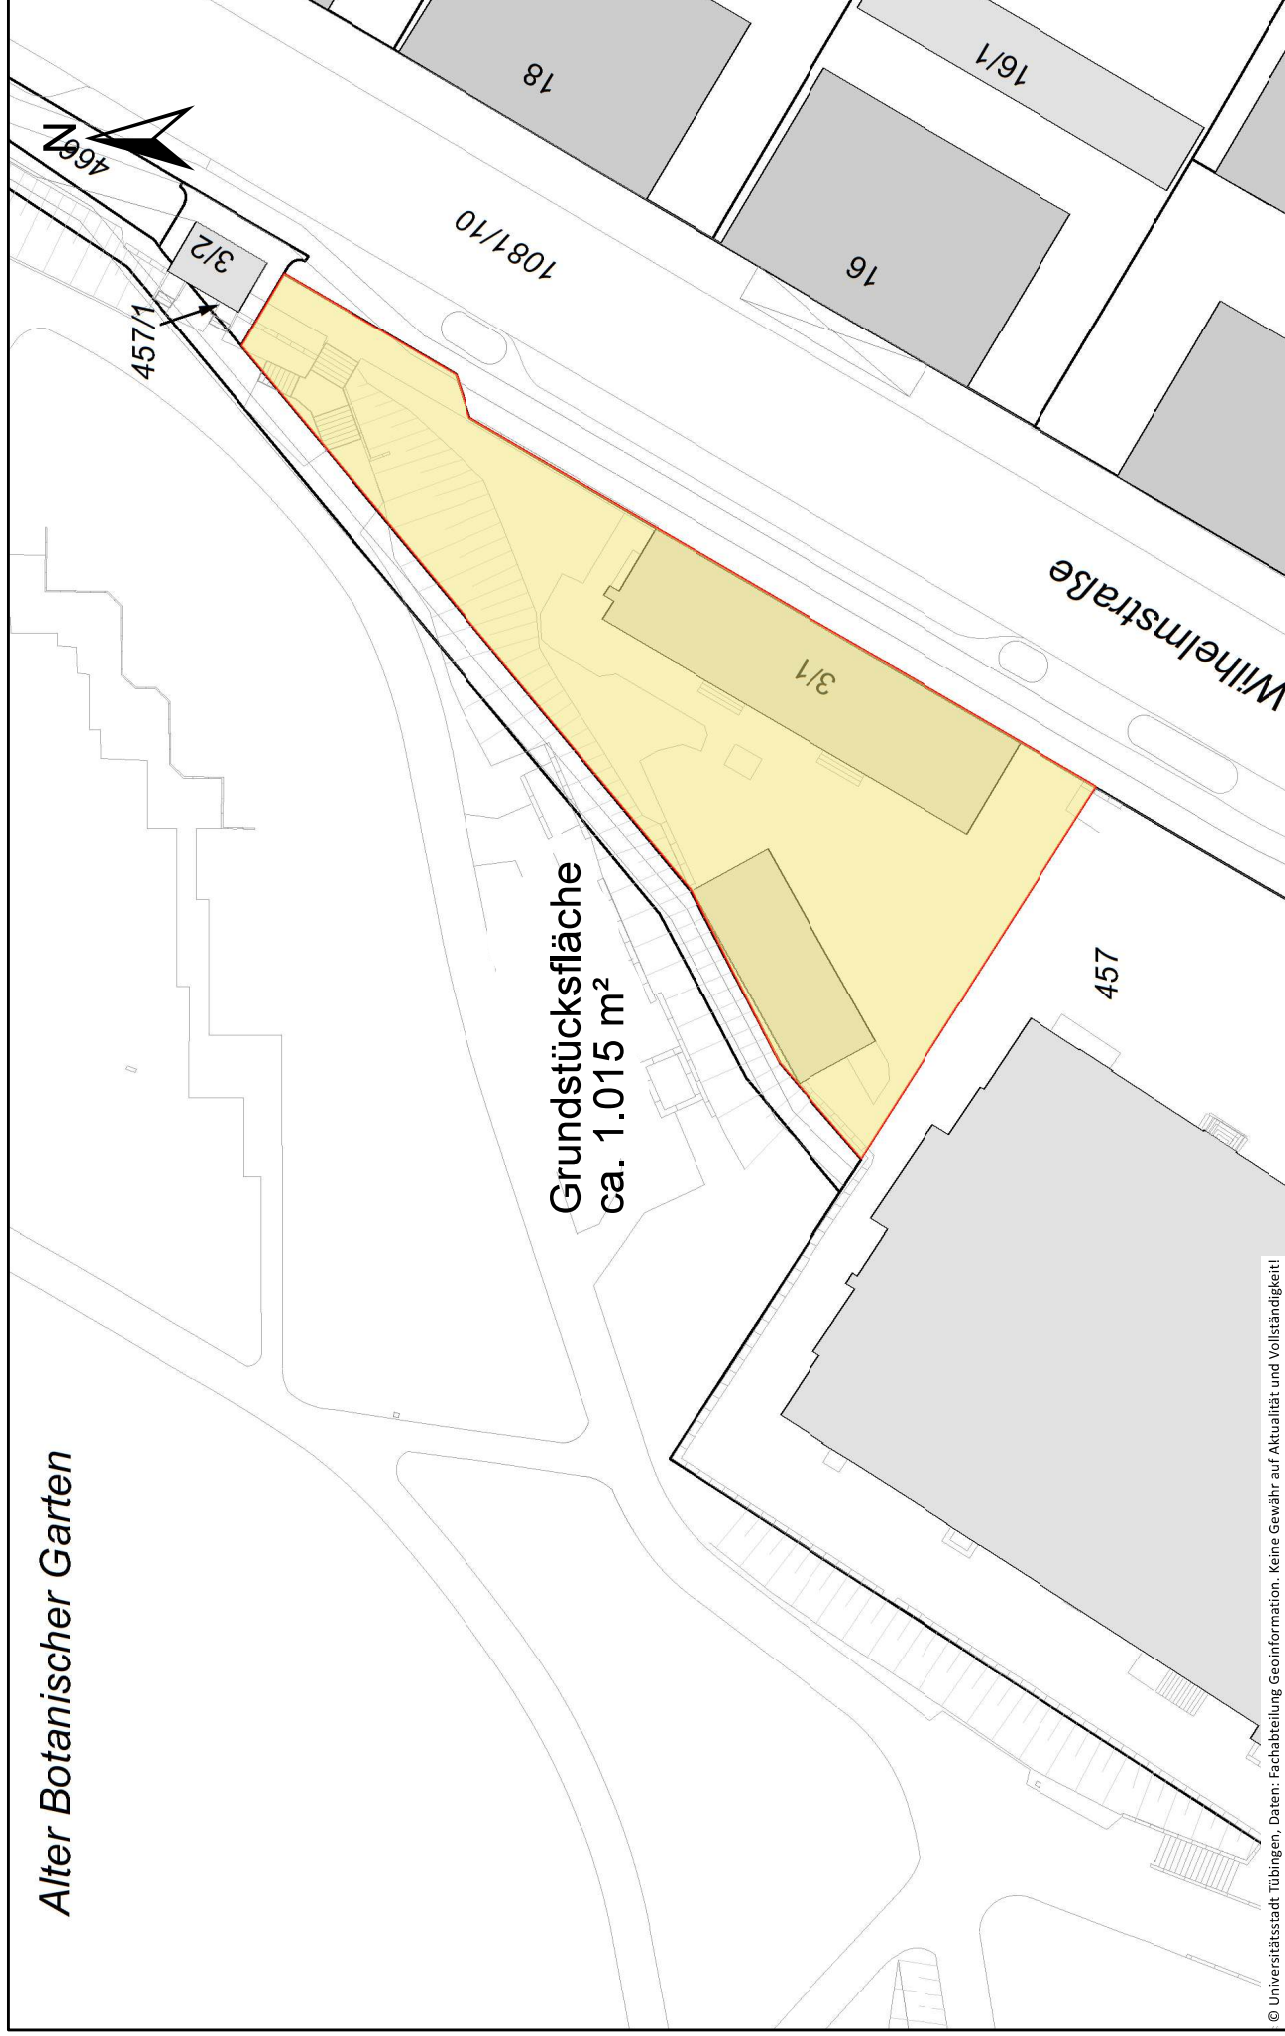 Alter Botanischer Garten
Grundstücksfläche
ca. 1.015 m²
457/1
3/2
466
N
1081/10
18
16/1
16
3/1
Wilhelmstraße
457
© Universitätsstadt Tübingen, Daten: Fachabteilung Geoinformation. Keine Gewähr auf Aktualität und Vollständigkeit!